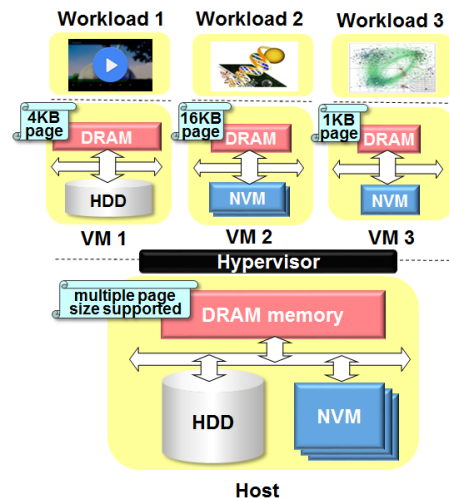 Workload 1 Workload 2 Workload 3
4KB
page
DRAM
HDD
16KB
page
DRAM
NVM
1KB
page
DRAM
NVM
VM 1 VM 2 VM 3
Hypervisor
multiple page
size supported
DRAM memory
HDD
NVM
Host